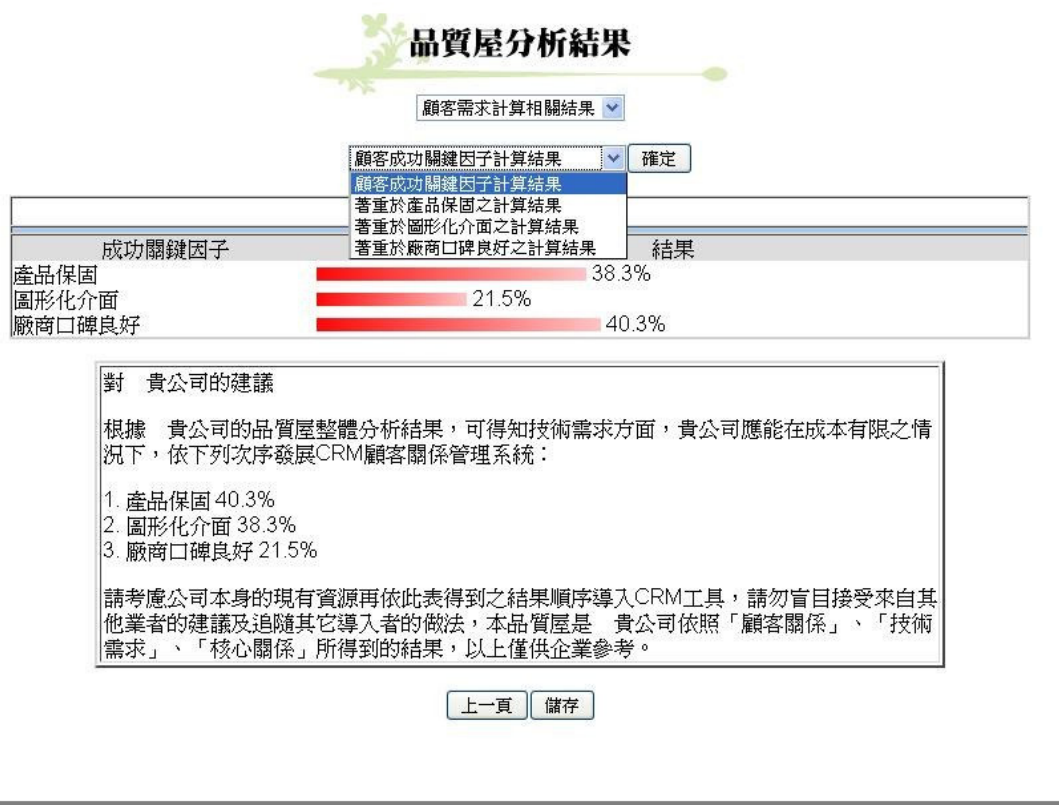 品質屋分析結果
顧客需求計算相關結果
顧客成功關鍵因子計算結果 確定
顧客成功關鍵因子計算結果
著重於產品保固之計算結果
著重於圖形化介面之計算結果
著重於廠商口碑良好之計算結果
成功關鍵因子 結果
產品保固 38.3%
圖形化介面 21.5%
廠商口碑良好 40.3%
對 貴公司的建議
根據 貴公司的品質屋整體分析結果，可得知技術需求方面，貴公司應能在成本有限之情
況下，依下列次序發展CRM顧客關係管理系統：
1. 產品保固 40.3%
2. 圖形化介面 38.3%
3. 廠商口碑良好 21.5%
請考慮公司本身的現有資源再依此表得到之結果順序導入CRM工具，請勿盲目接受來自其
他業者的建議及追隨其它導入者的做法，本品質屋是 貴公司依照「顧客關係」、「技術
需求」、「核心關係」所得到的結果，以上僅供企業參考。
上一頁 儲存